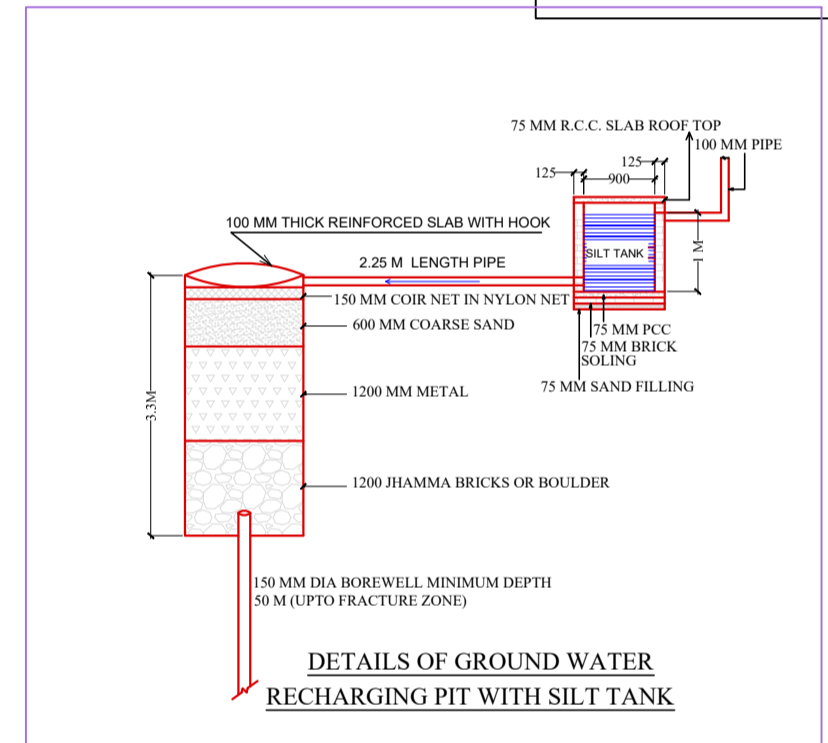 75 MM R.C.C. SLAB ROOF TOP
100 MM PIPE
125
125
900
100 MM THICK REINFORCED SLAB WITH HOOK
SILT TANK
1 M
2.25 M LENGTH PIPE
150 MM COIR NET IN NYLON NET
600 MM COARSE SAND
75 MM PCC
75 MM BRICK
SOLING
75 MM SAND FILLING
1200 MM METAL
3.3M
1200 JHAMMA BRICKS OR BOULDER
150 MM DIA BOREWELL MINIMUM DEPTH
50 M (UPTO FRACTURE ZONE)
DETAILS OF GROUND WATER
RECHARGING PIT WITH SILT TANK